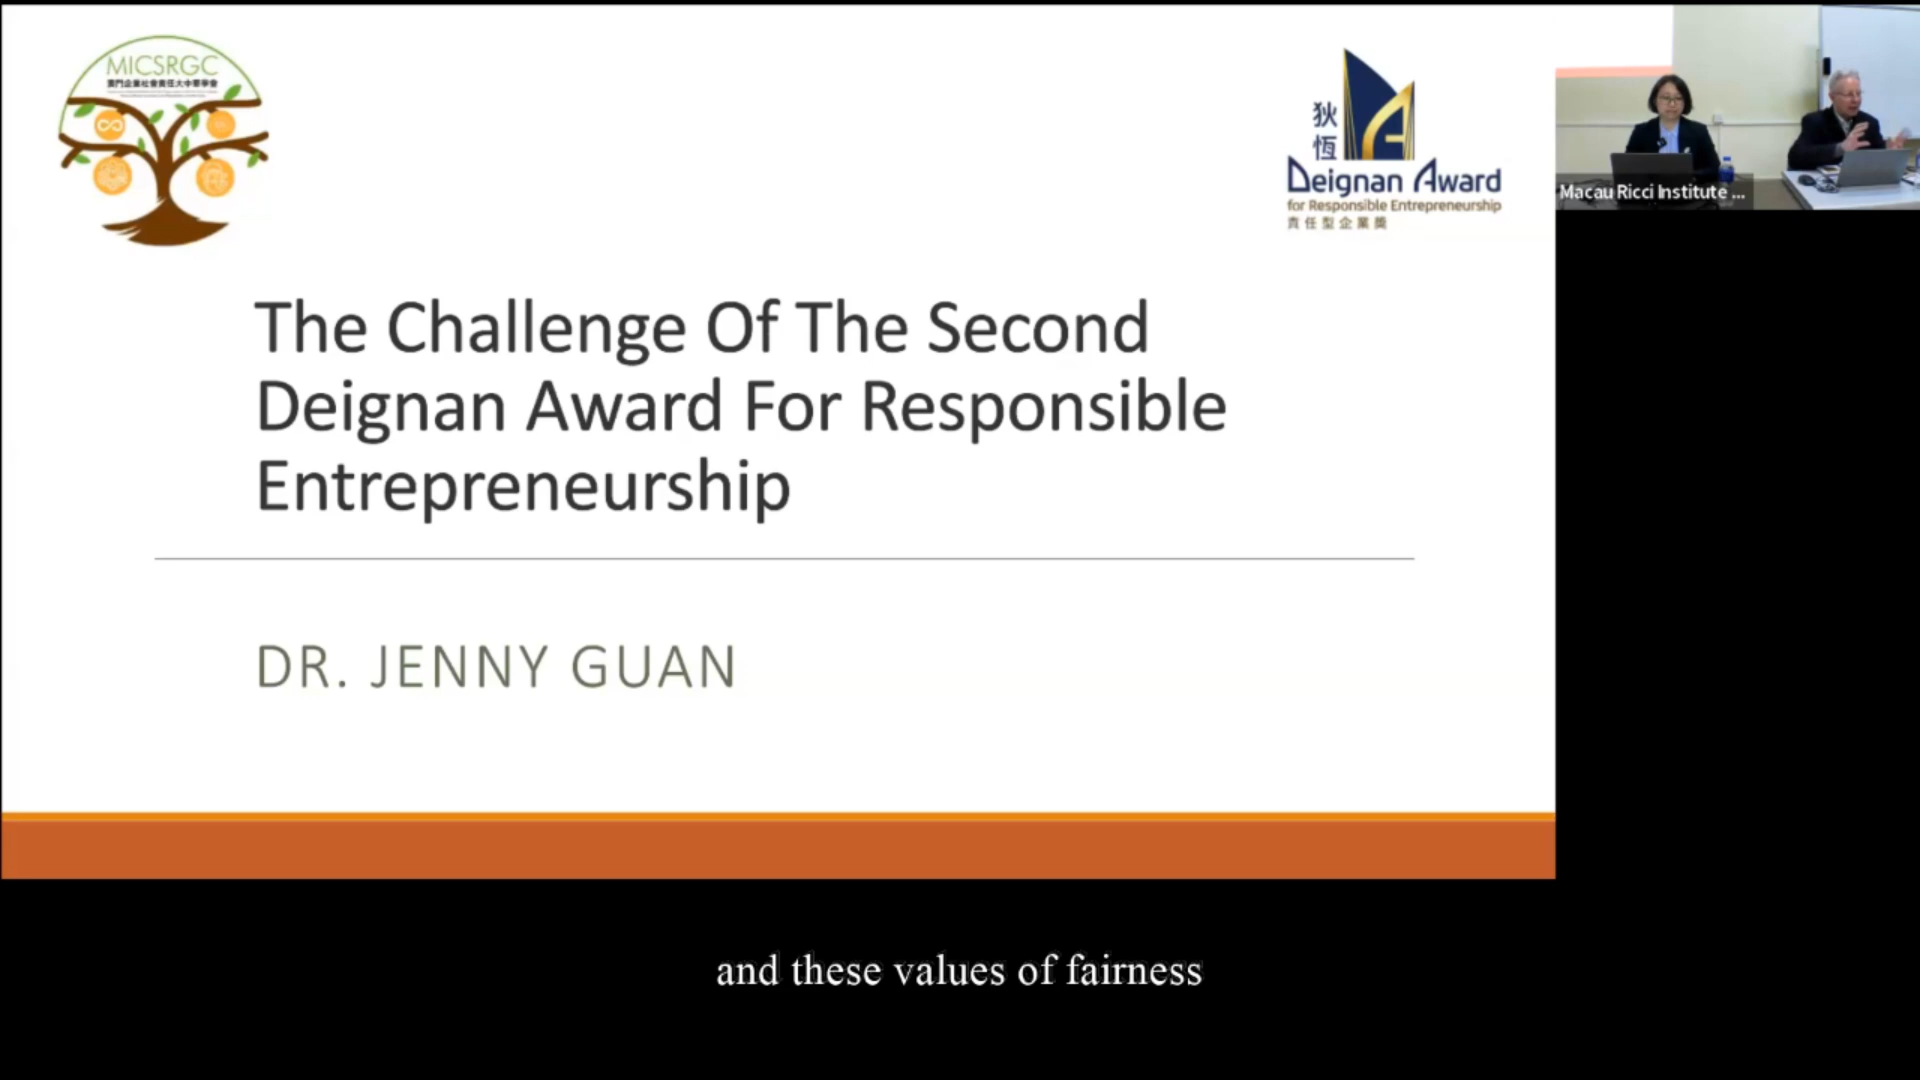 MICSRGC
澳門企業社會責任大中華學會
狄
恆
Deignan Award
for Responsible Entrepreneurship
責任型企業獎
Macau Ricci Institute ...
The Challenge Of The Second
Deignan Award For Responsible
Entrepreneurship
DR. JENNY GUAN
and these values of fairness